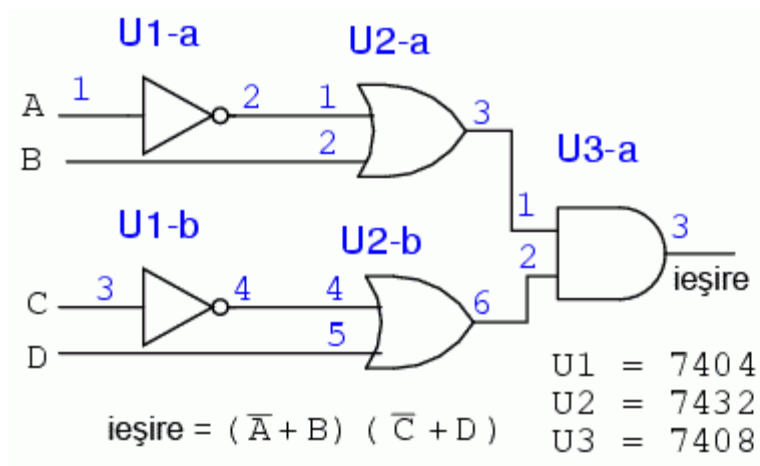 U1-a
U2-a
A 1 2 1 3
B 2
U3-a
1
U1-b
U2-b
2 3
ieşire
C 3 4 4 6
D 5
U1 = 7404
U2 = 7432
U3 = 7408
ieşire = (A̅ + B) (C̅ + D)